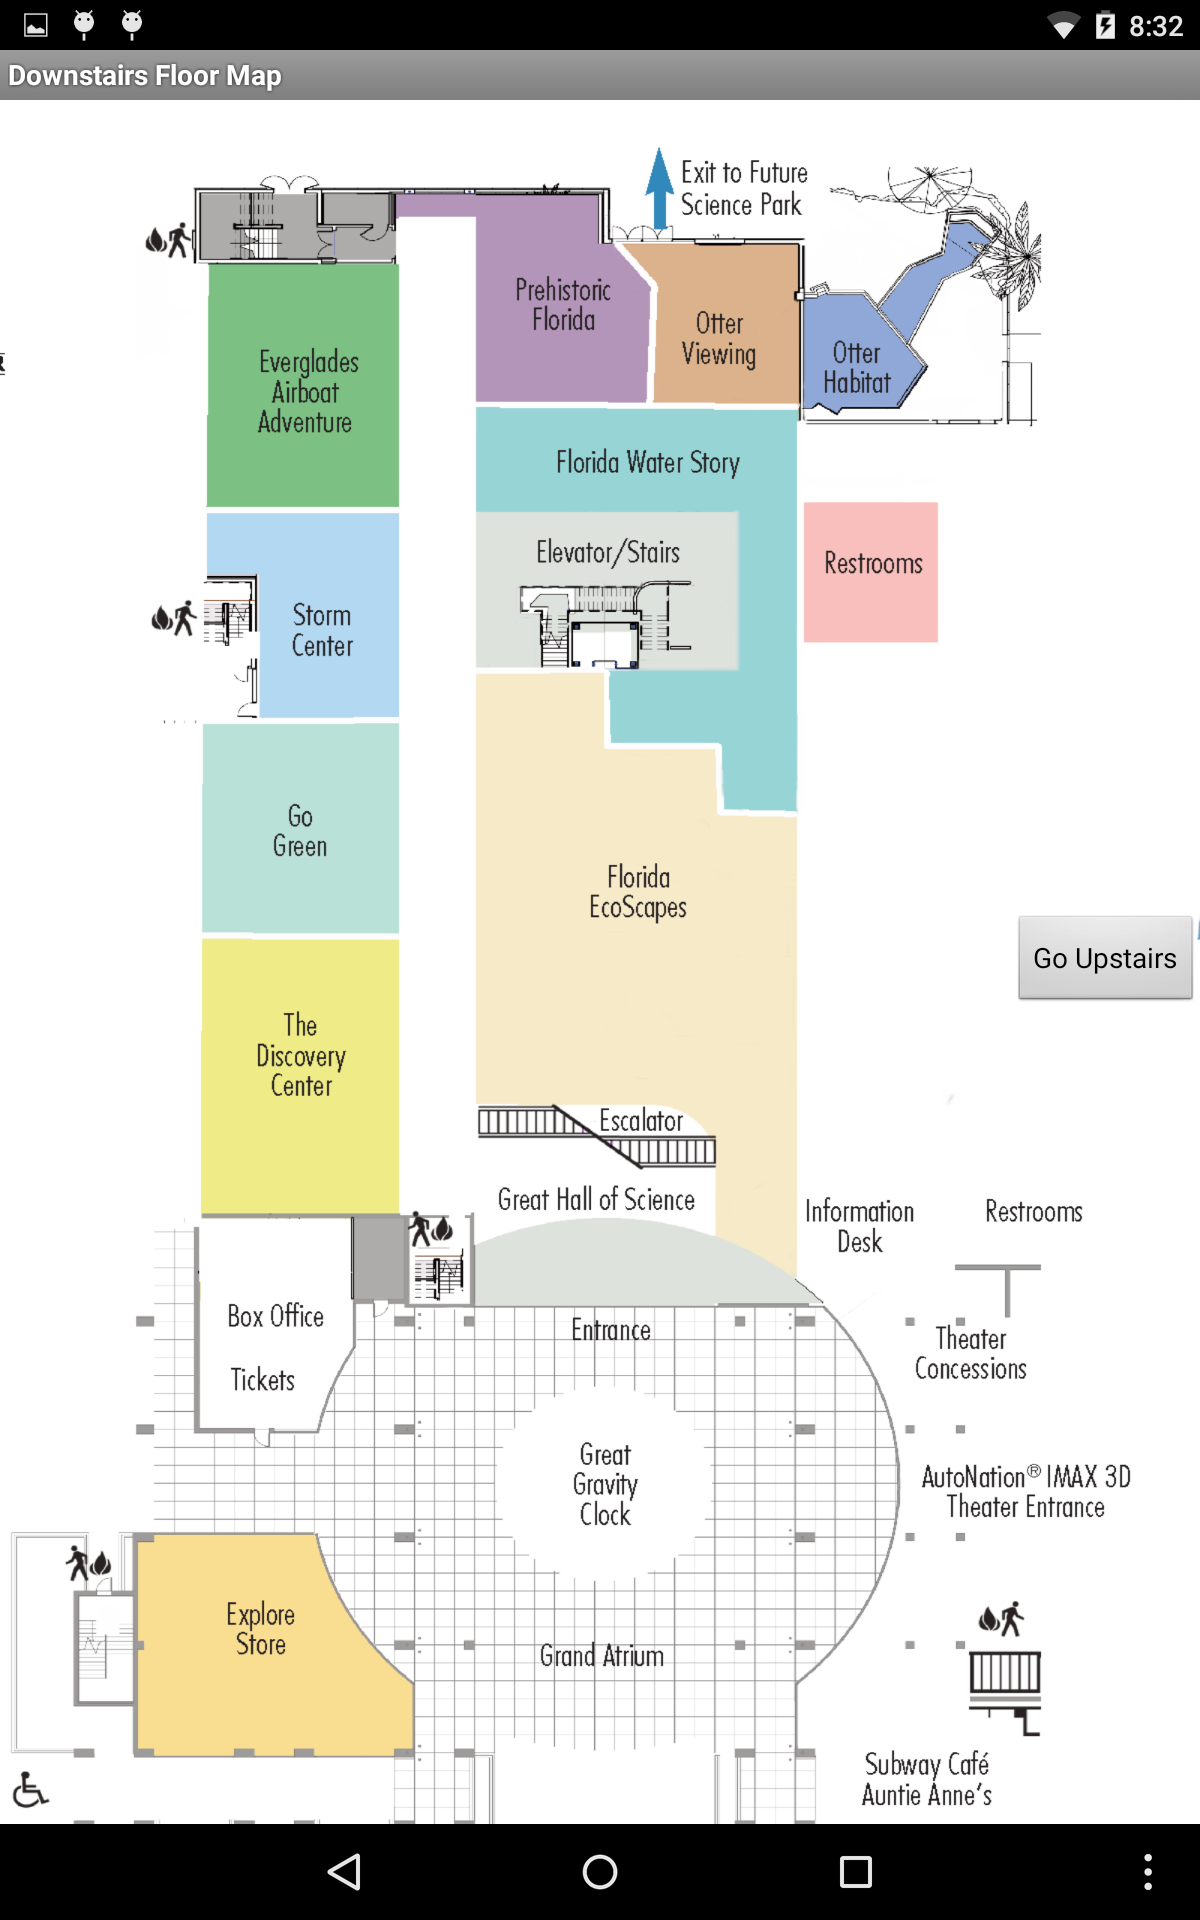 8:32
Downstairs Floor Map
Exit to Future
Science Park
Prehistoric
Florida
Otter
Viewing
Otter
Habitat
Everglades
Airboat
Adventure
Florida Water Story
Elevator/Stairs
Restrooms
Storm
Center
Go
Green
Florida
EcoScapes
Go Upstairs
The
Discovery
Center
Escalator
Great Hall of Science
Information
Desk
Restrooms
Box Office
Tickets
Entrance
Theater
Concessions
Great
Gravity
Clock
AutoNation® IMAX 3D
Theater Entrance
Explore
Store
Grand Atrium
Subway Café
Auntie Anne's